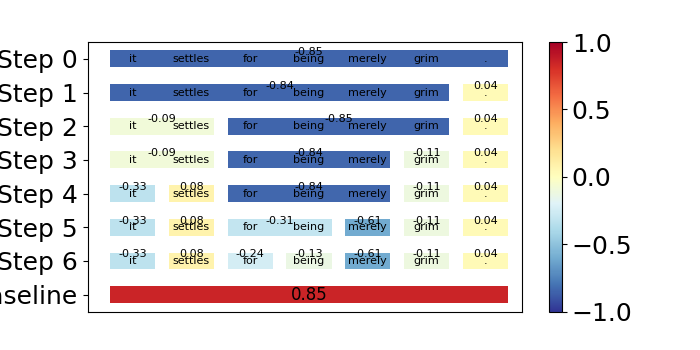 -0.85
Step 0 it settles for being merely grim .
-0.84 0.04
Step 1 it settles for being merely grim .
-0.09 -0.85 0.04
Step 2 it settles for being merely grim .
-0.09 -0.84 -0.11 0.04
Step 3 it settles for being merely grim .
-0.33 0.08 -0.84 -0.11 0.04
Step 4 it settles for being merely grim .
-0.33 0.08 -0.31 -0.61 -0.11 0.04
Step 5 it settles for being merely grim .
-0.33 0.08 -0.24 -0.13 -0.61 -0.11 0.04
Step 6 it settles for being merely grim .
aseline 0.85
1.0
0.5
0.0
−0.5
−1.0